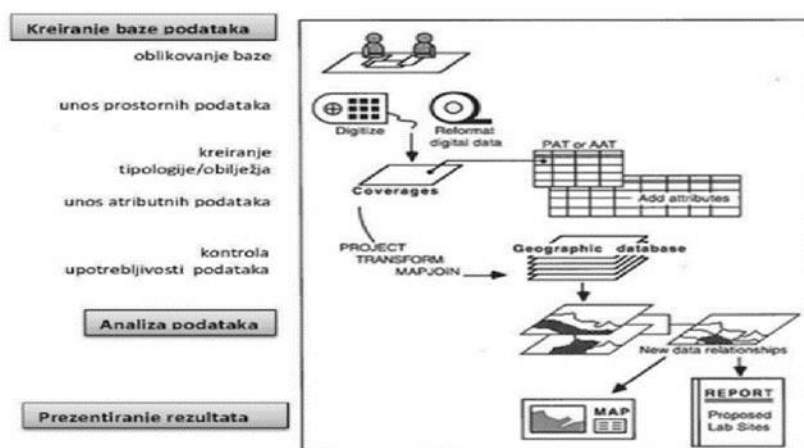 Kreiranje baze podataka
oblikovanje baze
unos prostornih podataka
kreiranje
tipologije/obilježja
unos atributnih podataka
kontrola
upotrebljivosti podataka
Analiza podataka
Prezentiranje rezultata
Digitize
Reformat
digital data
PAT or AAT
Coverages
Add attributes
PROJECT
TRANSFORM
MAPJOIN
Geographic database
New data relationships
MAP
REPORT
Proposed
Lab Sites